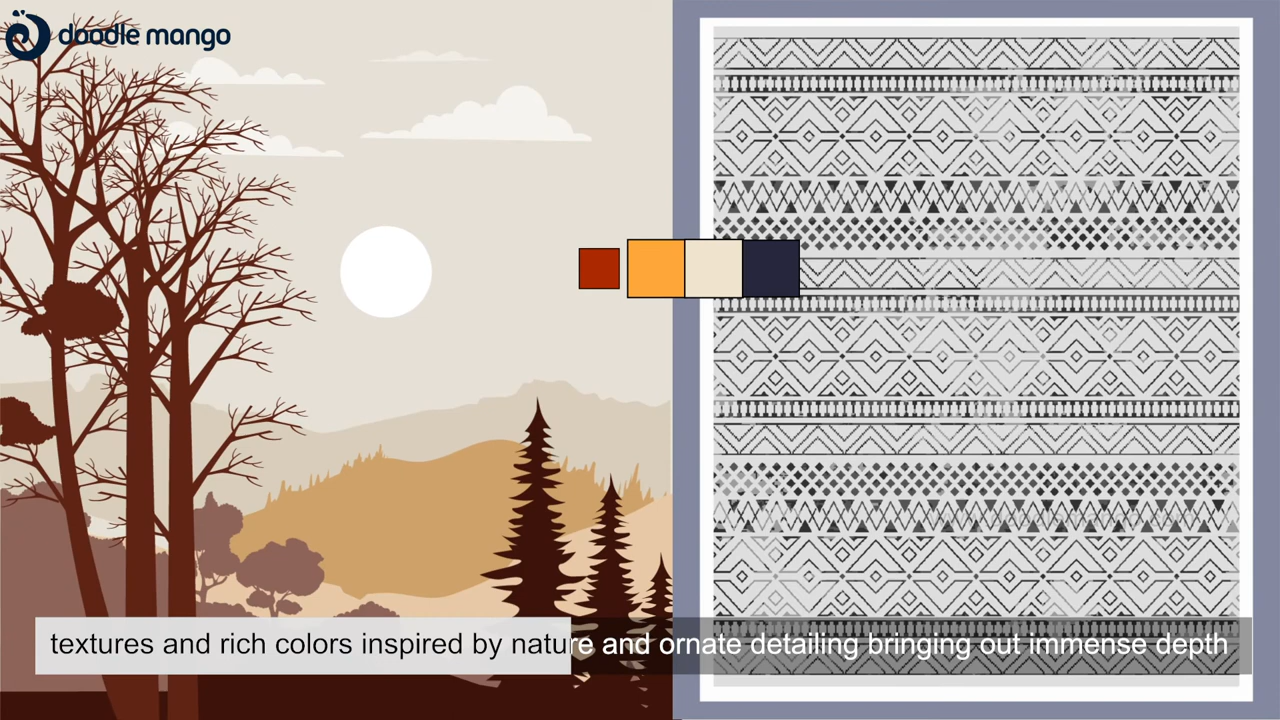 doodle mango
textures and rich colors inspired by nature and ornate detailing bringing out immense depth